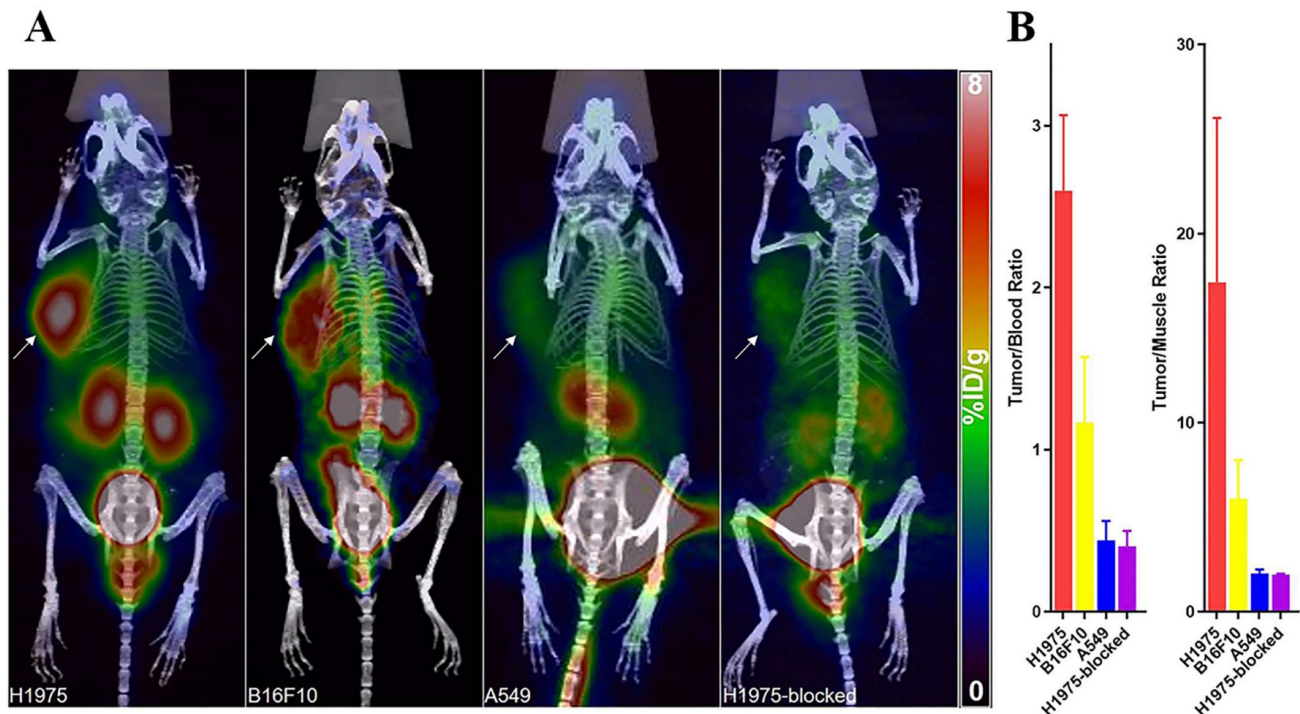 A
B
H1975
B16F10
A549
H1975-blocked
8
%ID/g
0
Tumor/Blood Ratio
3
2
1
0
H1975
B16F10
A549
H1975-blocked
Tumor/Muscle Ratio
30
20
10
0
H1975
B16F10
A549
H1975-blocked